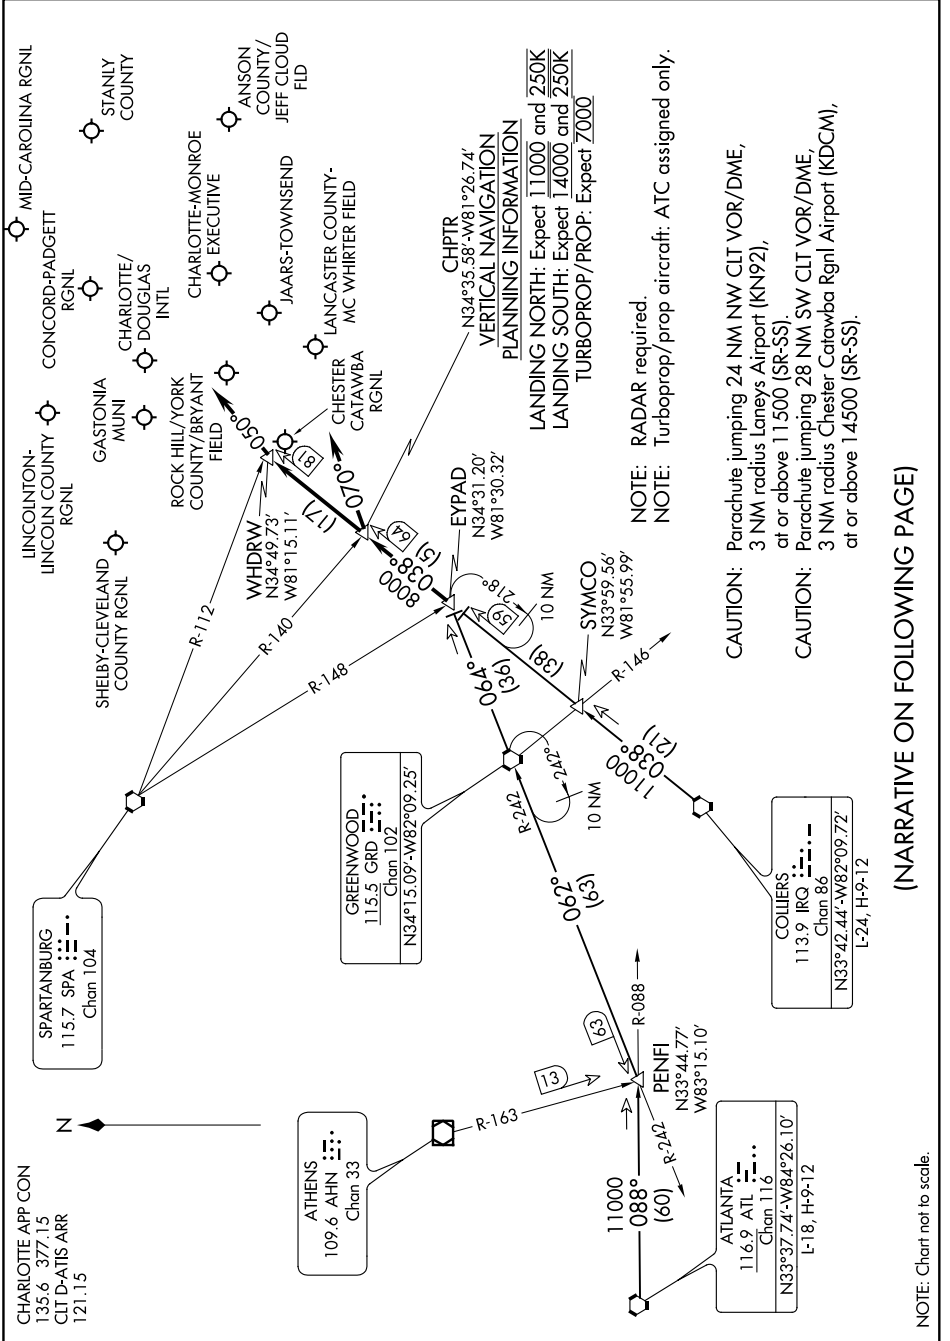 CHARLOTTE APP CON
135.6 377.15
CLT D-ATIS ARR
121.15
N
SPARTANBURG
115.7 SPA
Chan 104
ATHENS
109.6 AHN
Chan 33
R-163
13
GREENWOOD
115.5 GRD
Chan 102
N34°15.09'-W82°09.25'
ATLANTA
116.9 ATL
Chan 116
N33°37.74'-W84°26.10'
L-18, H-9-12
11000
088°
(60)
PENFI
N33°44.77'
W83°15.10'
R-242
R-088
63
062°
(63)
R-242
242°
10 NM
COLLIERS
113.9 IRQ
Chan 86
N33°42.44'-W82°09.72'
L-24, H-9-12
11000
038°
(21)
SYMCO
N33°59.56'
W81°55.99'
R-146
(38)
064°
(36)
59
218°
10 NM
EYPAD
N34°31.20'
W81°30.32'
8000
038°
(5)
64
R-148
R-140
R-112
WHDRW
N34°49.73'
W81°15.11'
(17)
81
050°
070°
SHELBY-CLEVELAND
COUNTY RGNL
LINCOLNTON-
LINCOLN COUNTY
RGNL
GASTONIA
MUNI
CONCORD-PADGETT
RGNL
MID-CAROLINA RGNL
STANLY
COUNTY
CHARLOTTE/
DOUGLAS
INTL
ROCK HILL/YORK
COUNTY/BRYANT
FIELD
CHARLOTTE-MONROE
EXECUTIVE
ANSON
COUNTY/
JEFF CLOUD
FLD
JAARS-TOWNSEND
LANCASTER COUNTY-
MC WHIRTER FIELD
CHESTER
CATAWBA
RGNL
CHPTR
N34°35.58'-W81°26.74'
VERTICAL NAVIGATION
PLANNING INFORMATION
LANDING NORTH: Expect 11000 and 250K
LANDING SOUTH: Expect 14000 and 250K
TURBOPROP/PROP: Expect 7000
NOTE: RADAR required.
NOTE: Turboprop/prop aircraft: ATC assigned only.
CAUTION: Parachute jumping 24 NM NW CLT VOR/DME,
3 NM radius Laneys Airport (KN92),
at or above 11500 (SR-SS).
CAUTION: Parachute jumping 28 NM SW CLT VOR/DME,
3 NM radius Chester Catawba Rgnl Airport (KDCM),
at or above 14500 (SR-SS).
(NARRATIVE ON FOLLOWING PAGE)
NOTE: Chart not to scale.